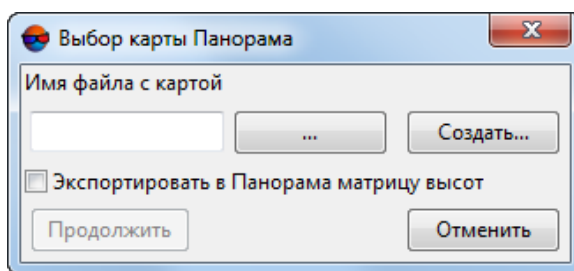 Выбор карты Панорама
Имя файла с картой
... Создать...
Экспортировать в Панорама матрицу высот
Продолжить Отменить